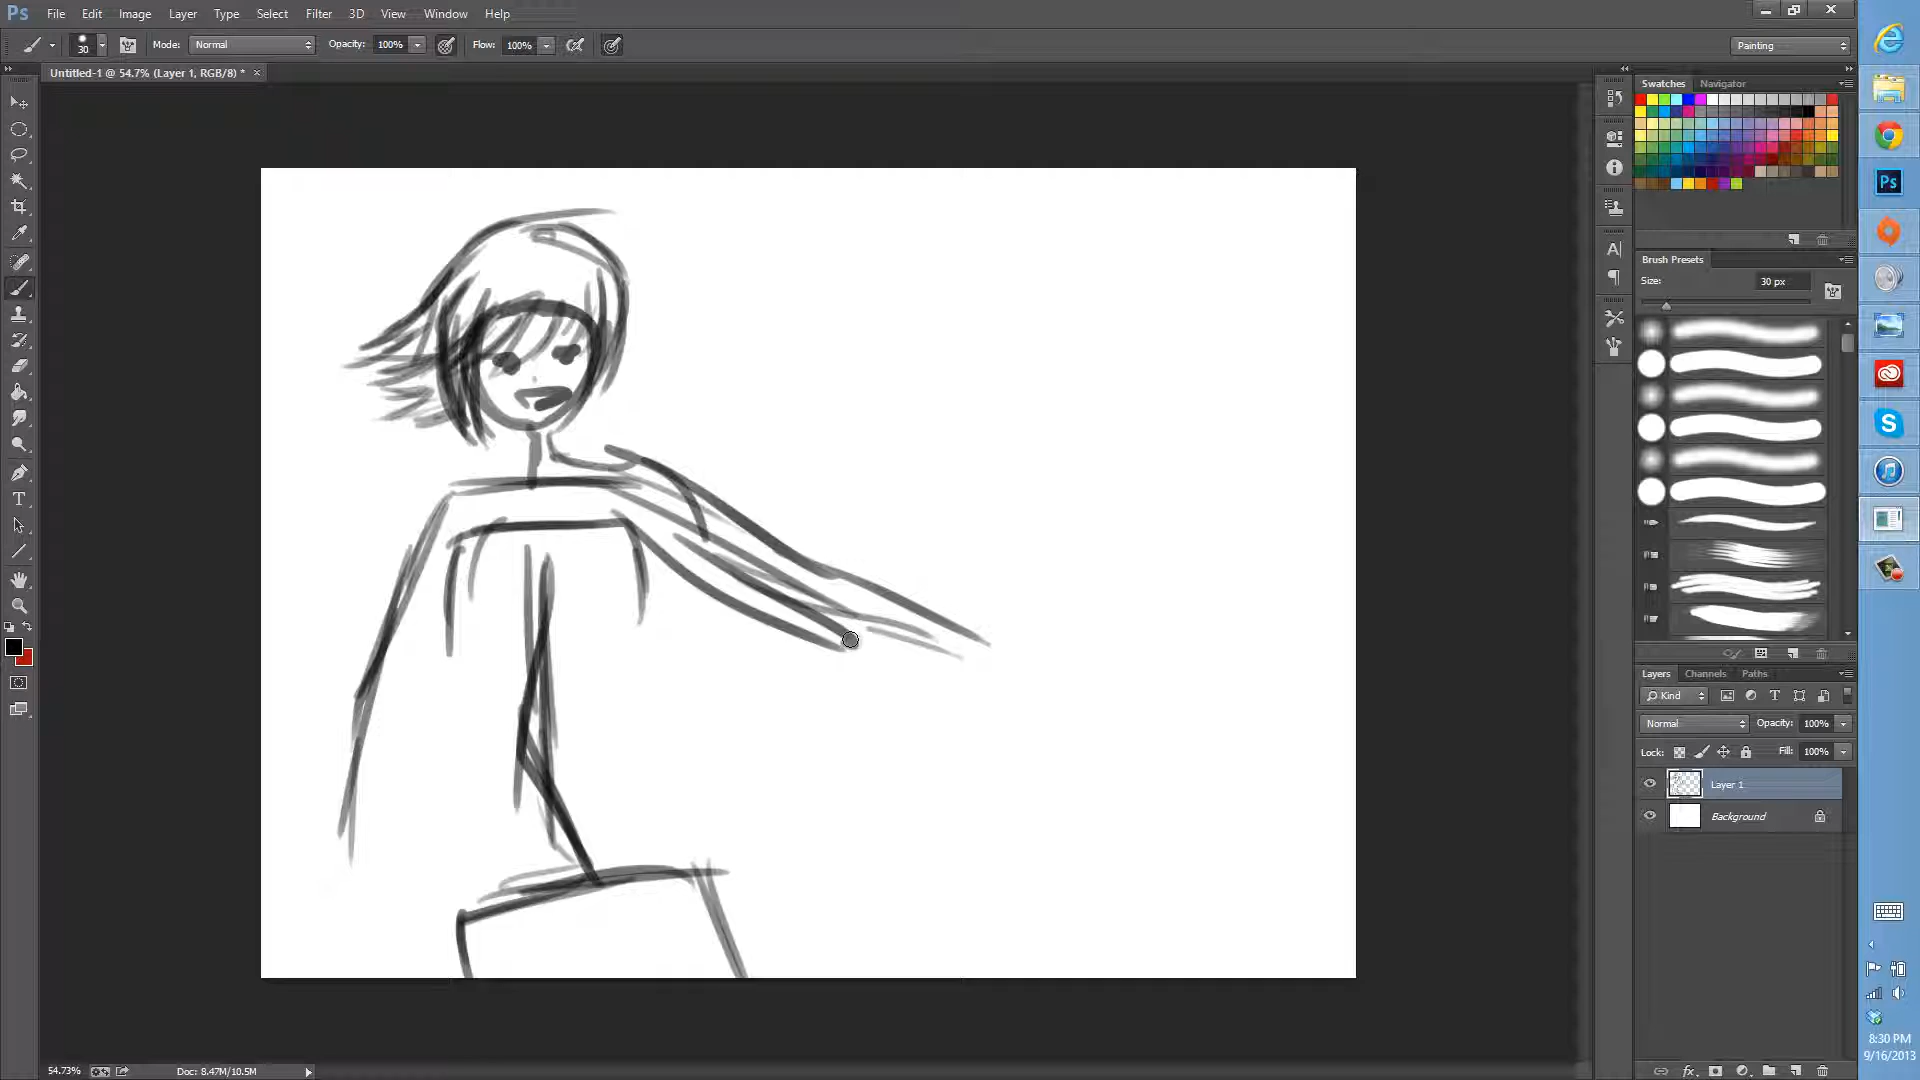 Ps File Edit Image Layer Type Select Filter 3D View Window Help
30 Mode: Normal Opacity: 100% Flow: 100% Painting
Untitled-1 @ 54.7% (Layer 1, RGB/8) * ×
Swatches Navigator
Brush Presets
Size: 30 px
Layers Channels Paths
Kind
Normal Opacity: 100%
Lock: Fill: 100%
Layer 1
Background
54.73% Doc: 8.47M/10.5M
Ps
8:30 PM
9/16/2013